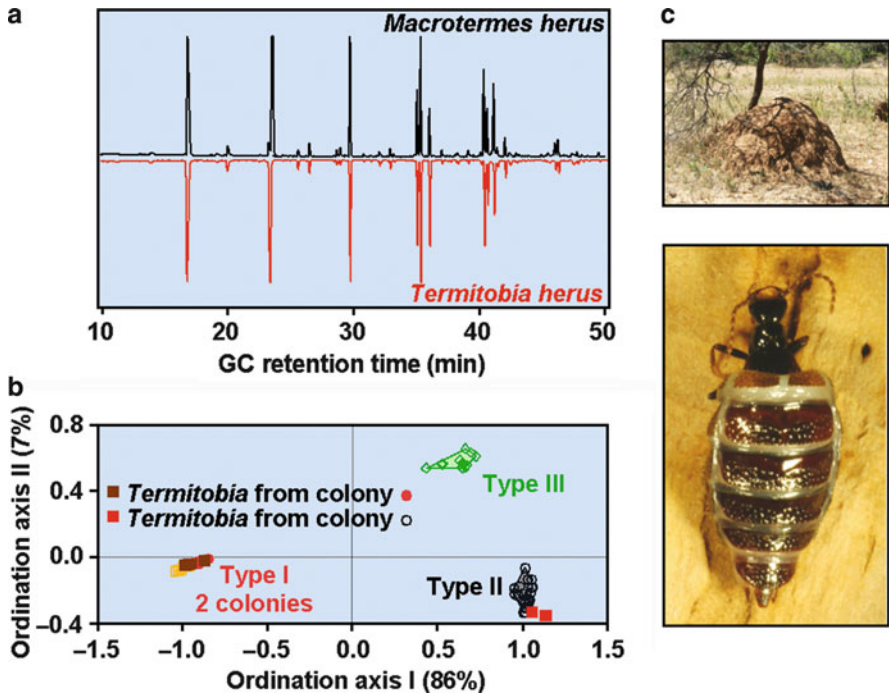 a
Macrotermes herus
Termitobia herus
10 20 30 40 50
GC retention time (min)
b
Ordination axis II (7%)
0.8
0.4
0.0
–0.4
Termitobia from colony
Termitobia from colony
Type III
Type I
2 colonies
Type II
–1.5 –1.0 –0.5 0.0 0.5 1.0 1.5
Ordination axis I (86%)
c